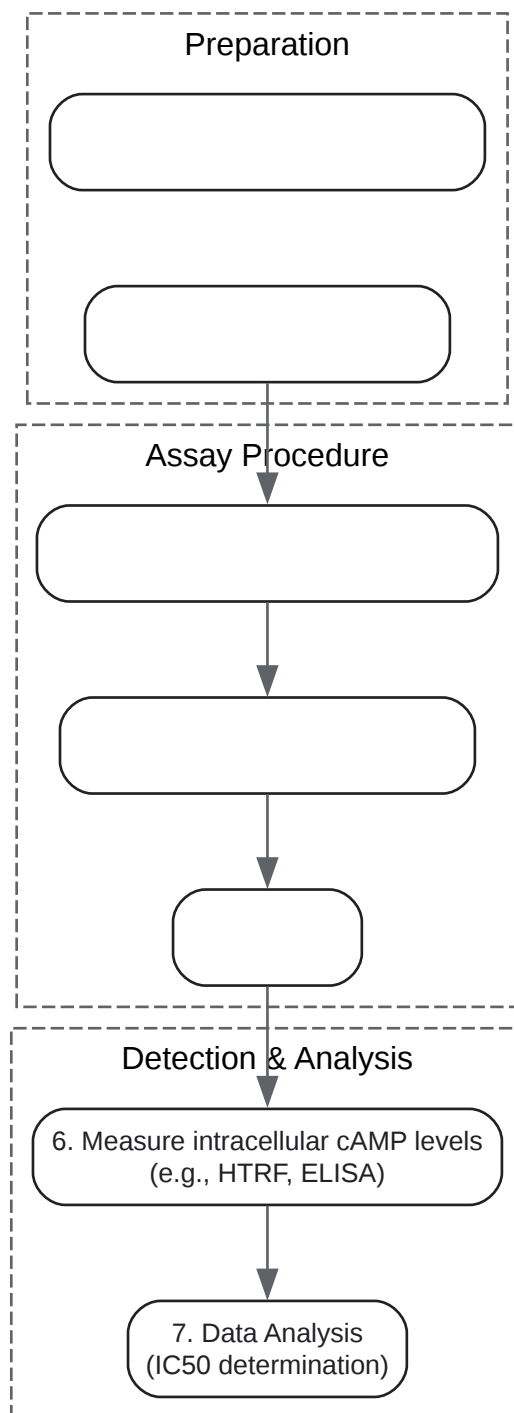 Preparation
Assay Procedure
Detection & Analysis
6. Measure intracellular cAMP levels
(e.g., HTRF, ELISA)
7. Data Analysis
(IC50 determination)